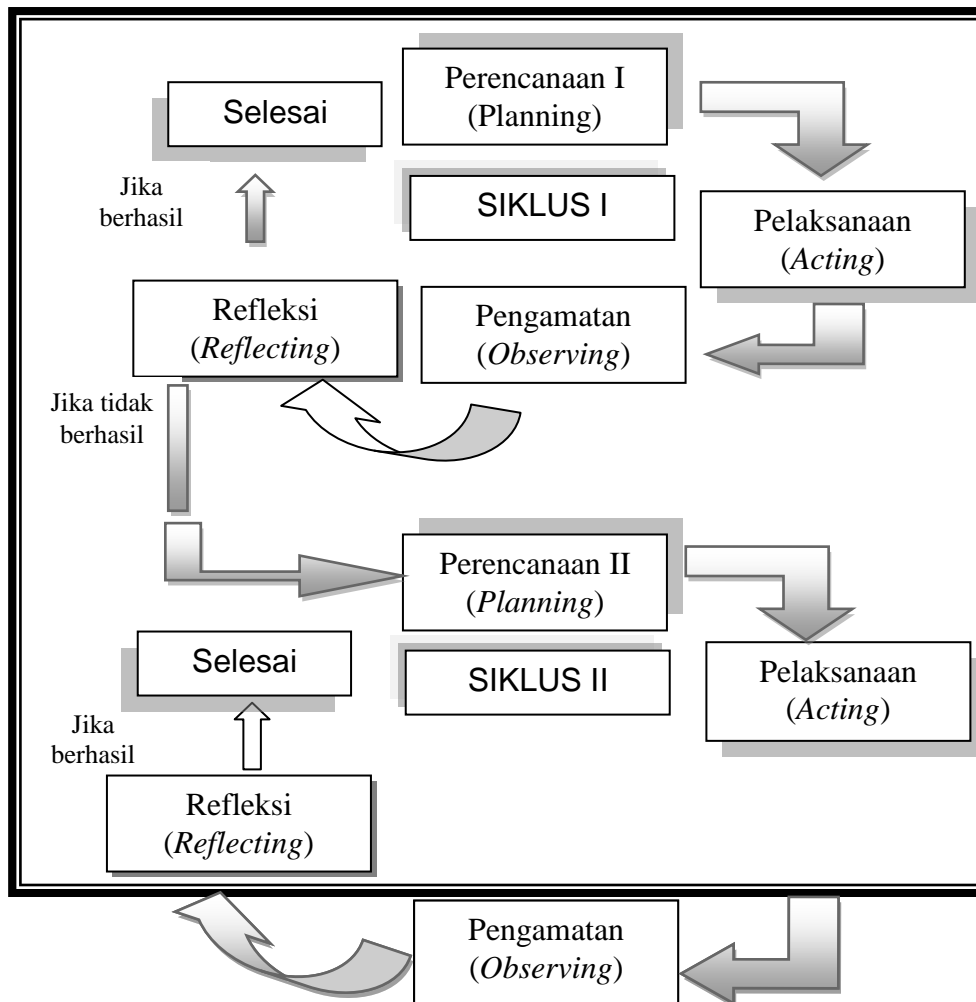 Perencanaan I
(Planning)
Selesai
SIKLUS I
Jika
berhasil
Pelaksanaan
(Acting)
Refleksi
(Reflecting)
Pengamatan
(Observing)
Jika tidak
berhasil
Perencanaan II
(Planning)
Selesai
SIKLUS II
Pelaksanaan
(Acting)
Jika
berhasil
Refleksi
(Reflecting)
Pengamatan
(Observing)